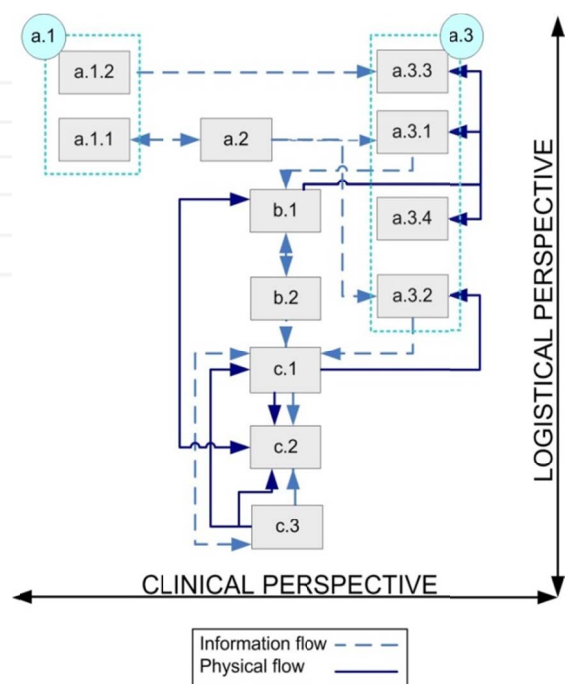 a.1
a.3
a.1.2
a.3.3
a.1.1
a.2
a.3.1
b.1
a.3.4
b.2
a.3.2
c.1
c.2
c.3
LOGISTICAL PERSPECTIVE
CLINICAL PERSPECTIVE
Information flow
Physical flow